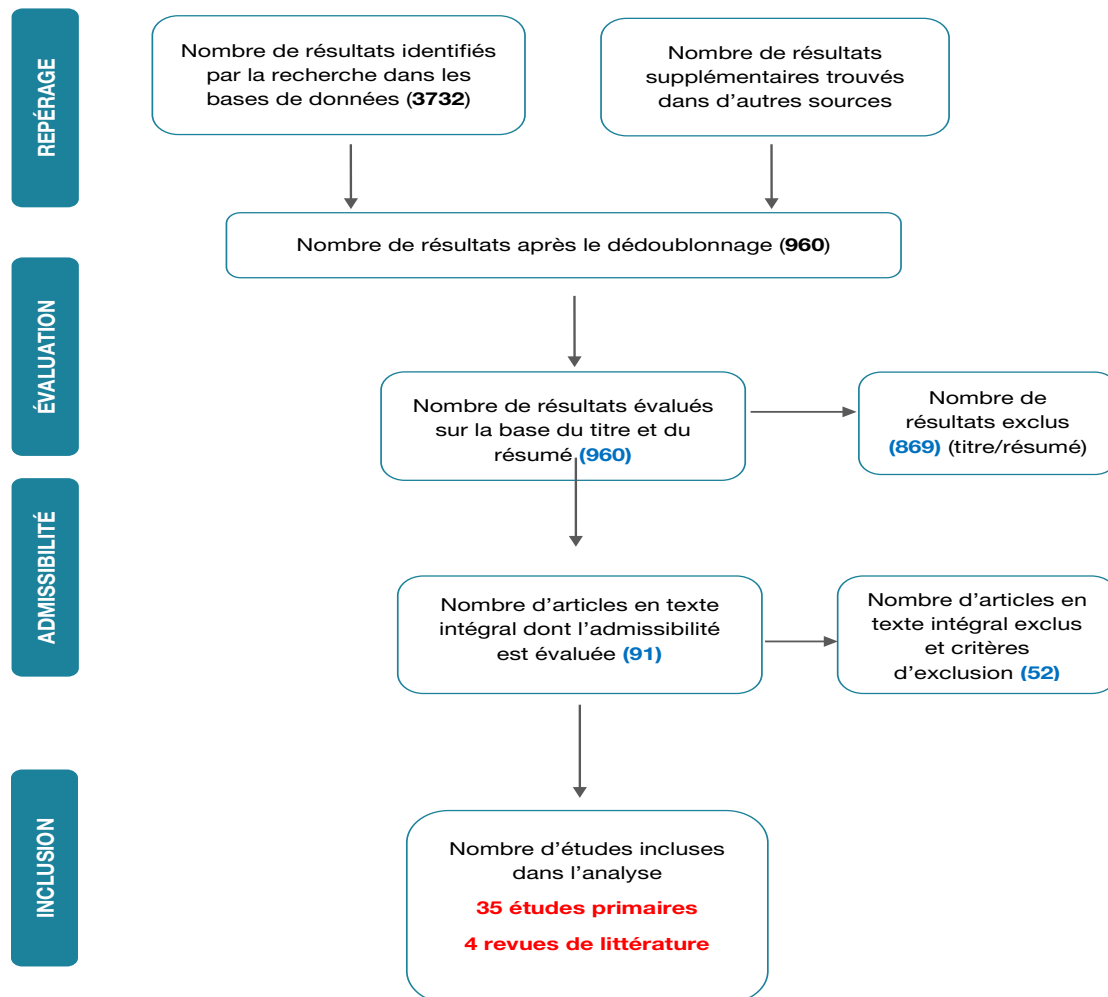 REPÉRAGE
Nombre de résultats identifiés
par la recherche dans les
bases de données (3732)
Nombre de résultats
supplémentaires trouvés
dans d'autres sources
Nombre de résultats après le dédoublonnage (960)
ÉVALUATION
Nombre de résultats évalués
sur la base du titre et du
résumé (960)
Nombre de
résultats exclus
(869) (titre/résumé)
ADMISSIBILITÉ
Nombre d'articles en texte
intégral dont l'admissibilité
est évaluée (91)
Nombre d'articles en
texte intégral exclus
et critères
d'exclusion (52)
INCLUSION
Nombre d'études incluses
dans l'analyse
35 études primaires
4 revues de littérature